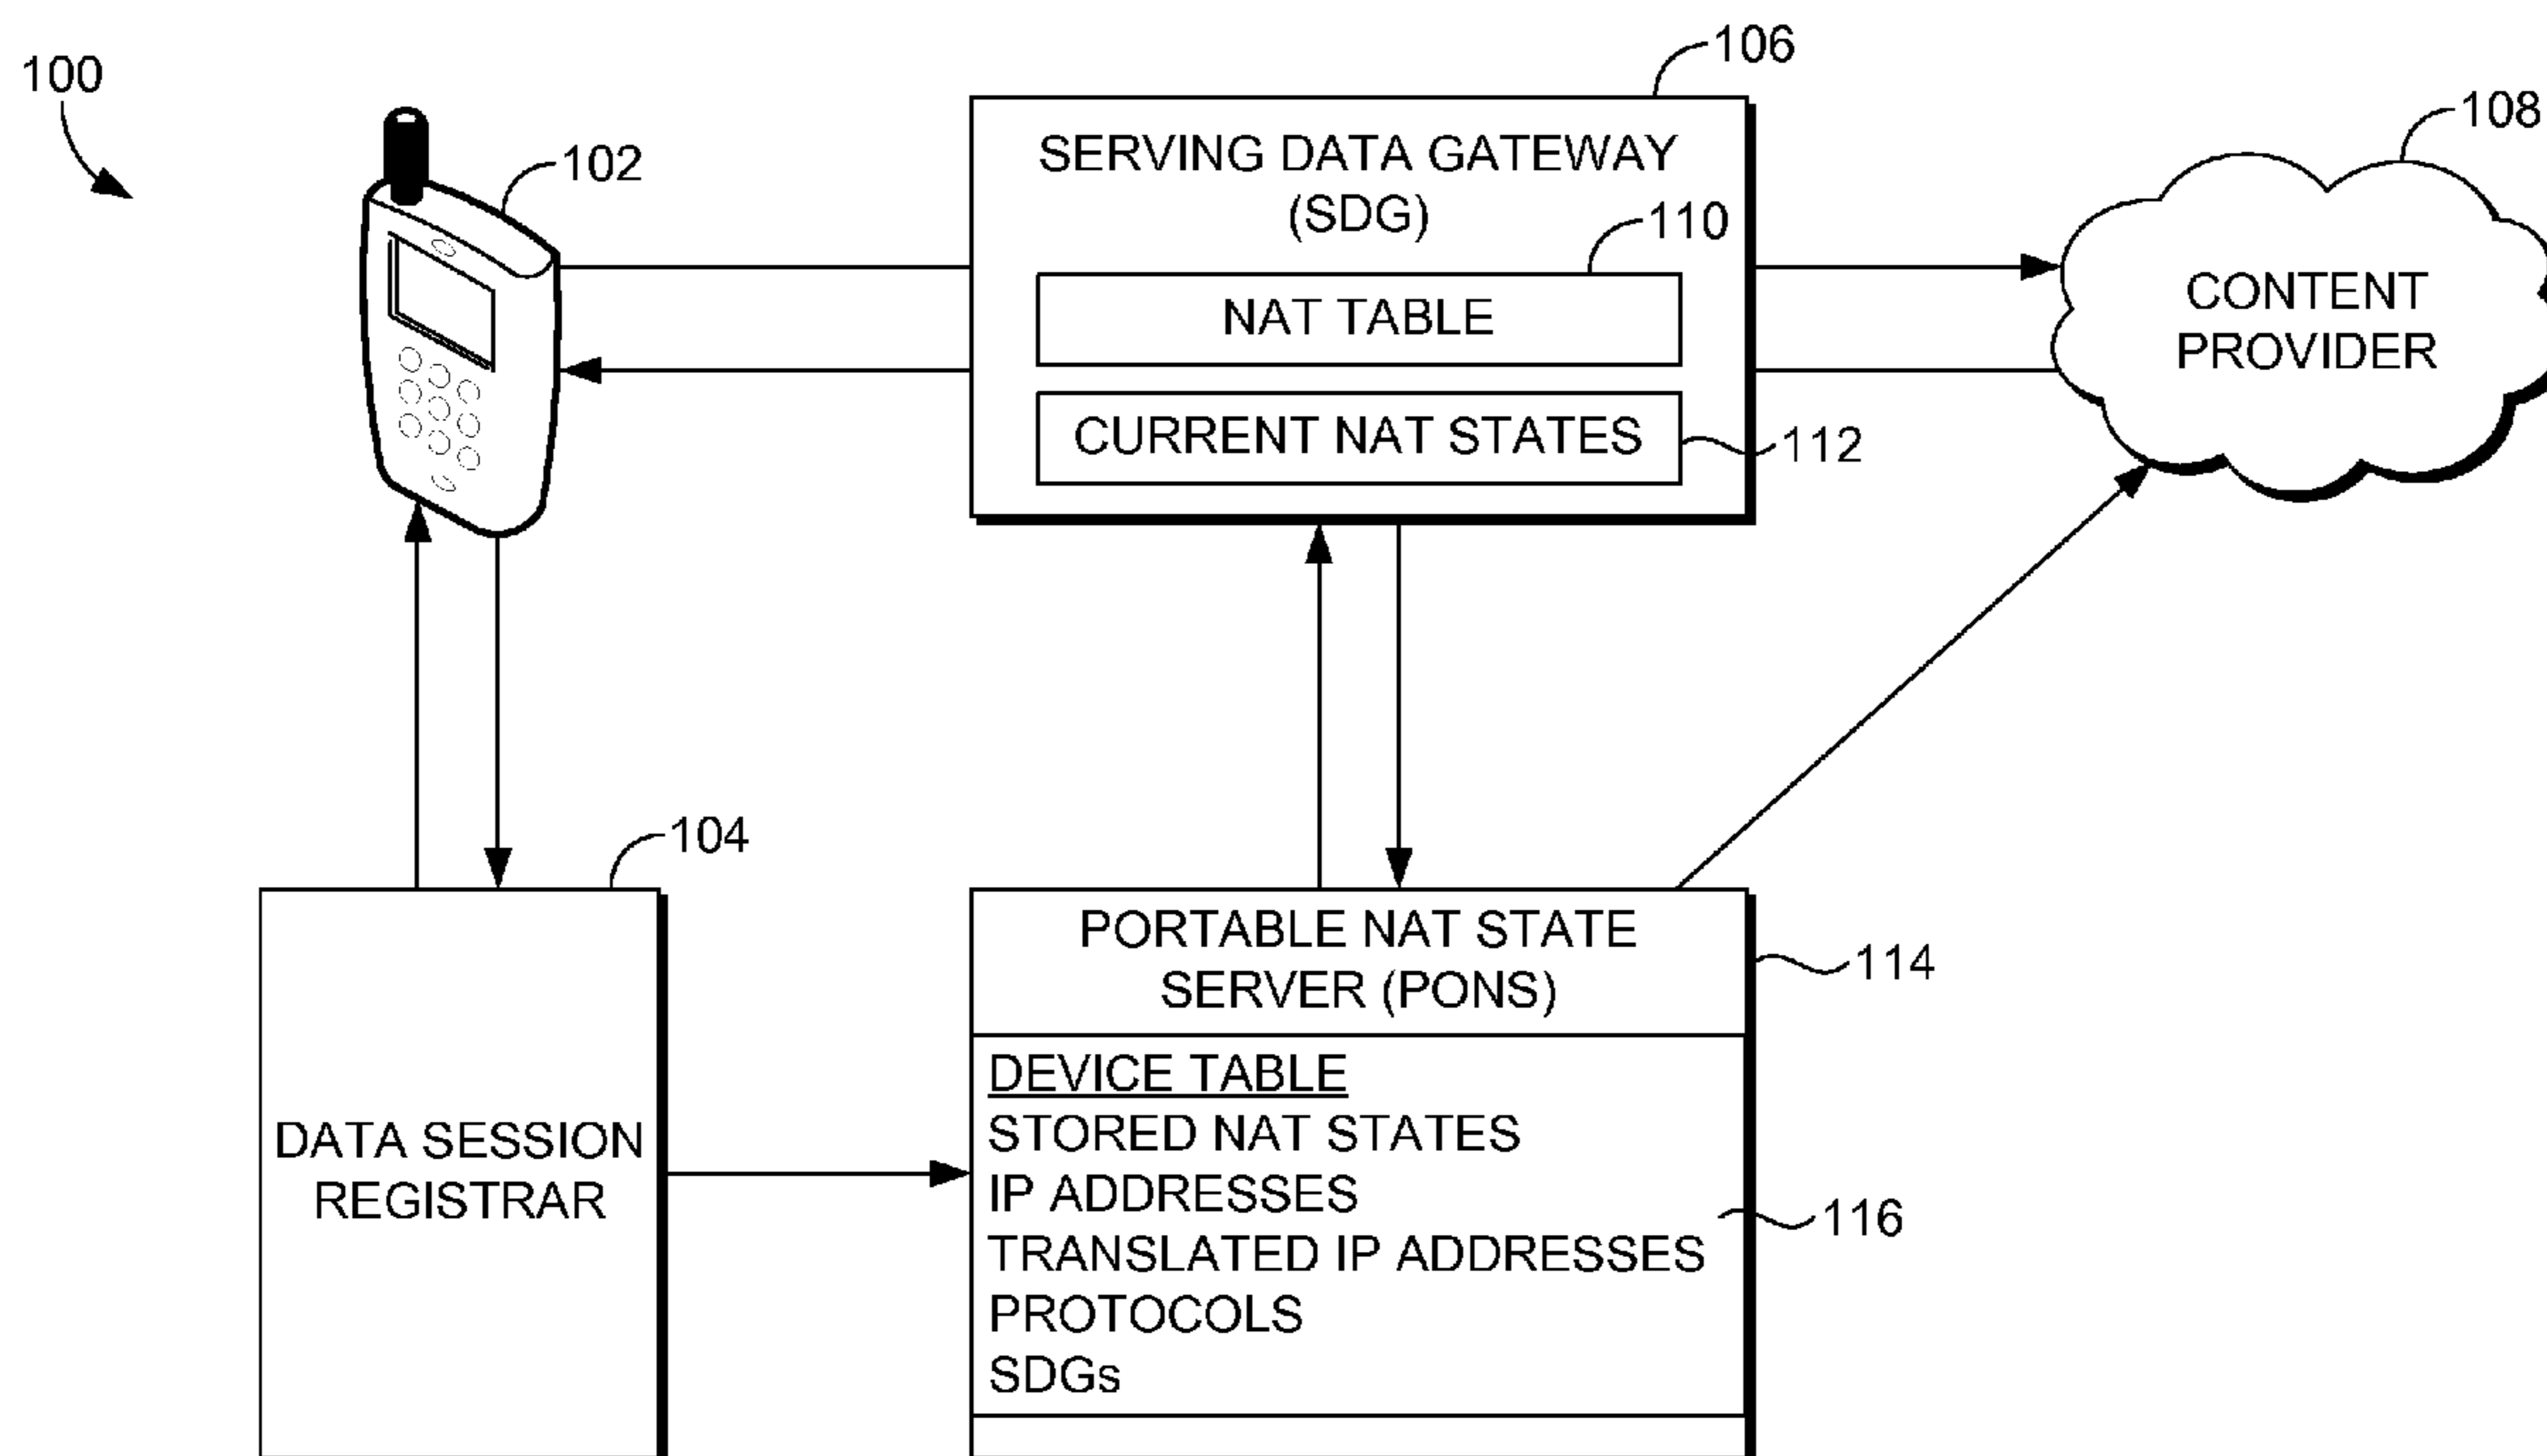 100
102
106
SERVING DATA GATEWAY
(SDG)
110
NAT TABLE
CURRENT NAT STATES
112
108
CONTENT
PROVIDER
104
DATA SESSION
REGISTRAR
PORTABLE NAT STATE
SERVER (PONS)
114
DEVICE TABLE
STORED NAT STATES
IP ADDRESSES
TRANSLATED IP ADDRESSES
PROTOCOLS
SDGs
116